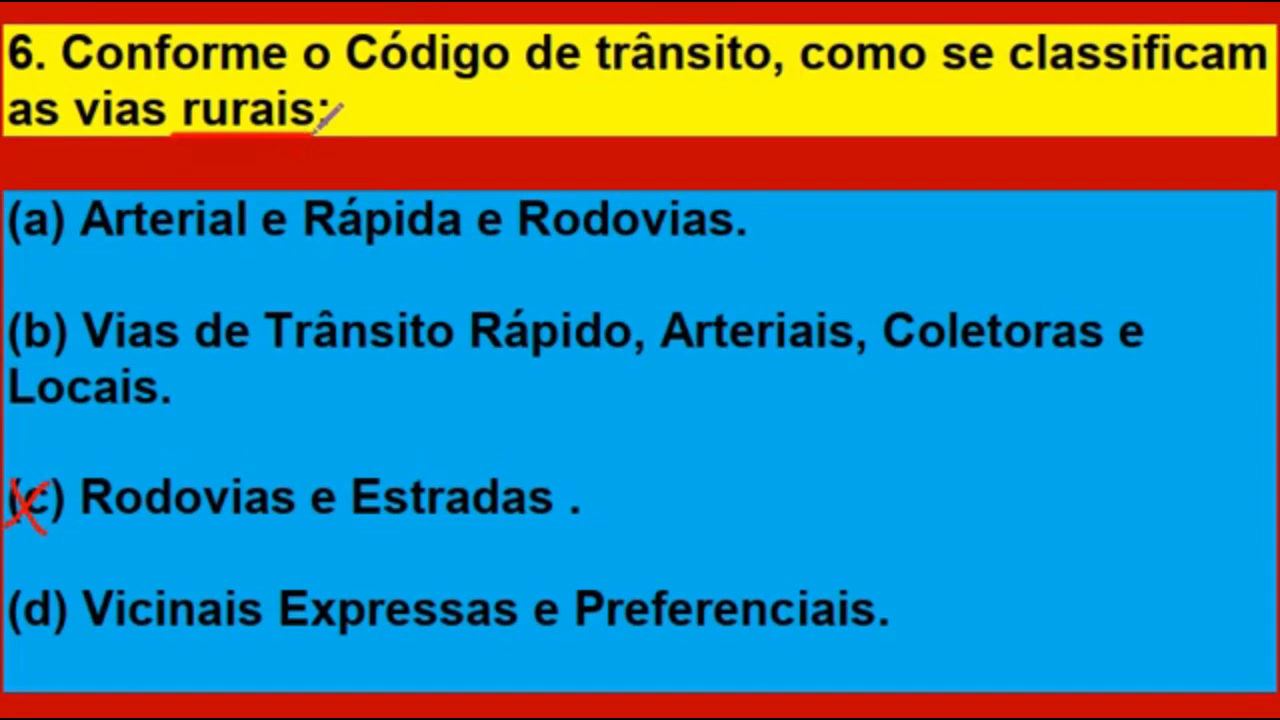 6. Conforme o Código de trânsito, como se classificam
as vias rurais:
(a) Arterial e Rápida e Rodovias.
(b) Vias de Trânsito Rápido, Arteriais, Coletoras e
Locais.
(c) Rodovias e Estradas .
(d) Vicinais Expressas e Preferenciais.